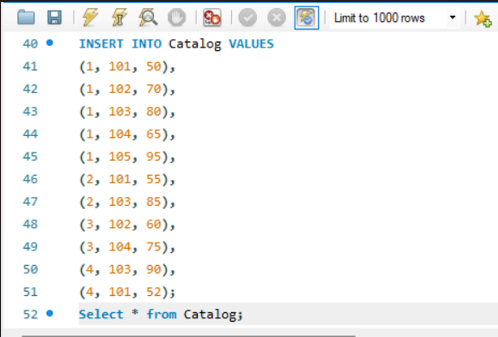 Limit to 1000 rows
40 INSERT INTO Catalog VALUES
41 (1, 101, 50),
42 (1, 102, 70),
43 (1, 103, 80),
44 (1, 104, 65),
45 (1, 105, 95),
46 (2, 101, 55),
47 (2, 103, 85),
48 (3, 102, 60),
49 (3, 104, 75),
50 (4, 103, 90),
51 (4, 101, 52);
52 Select * from Catalog;